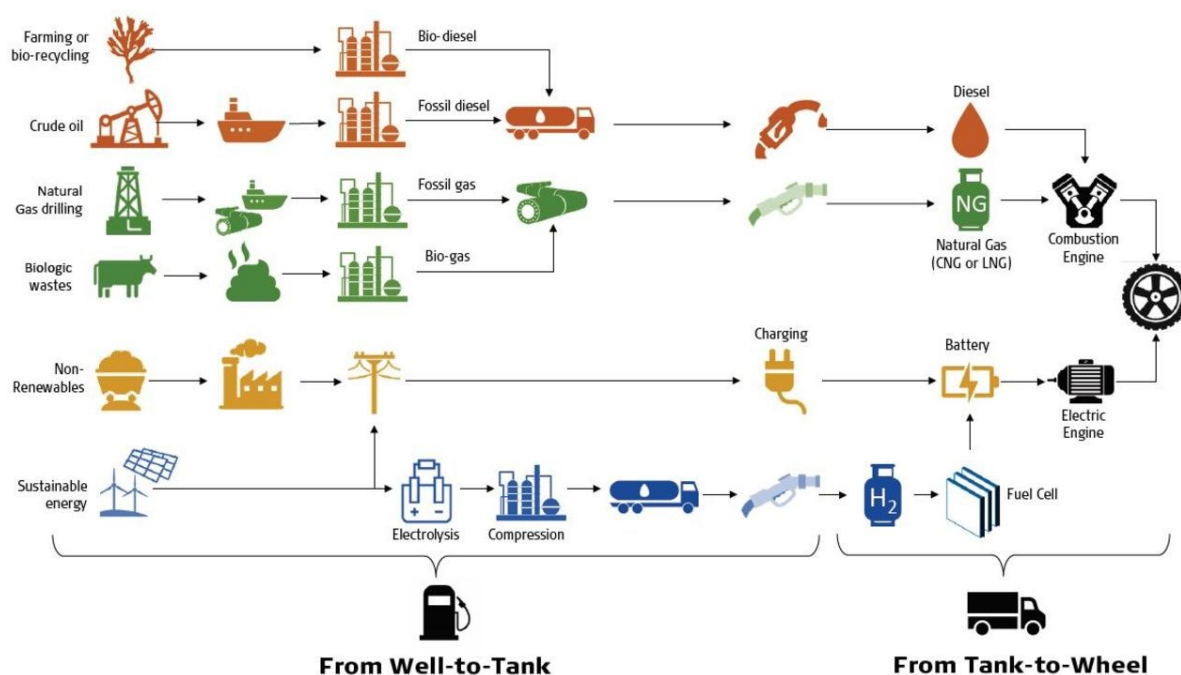 Farming or
bio-recycling
Bio-diesel
Crude oil
Fossil diesel
Diesel
Natural
Gas drilling
Fossil gas
NG
Natural Gas
(CNG or LNG)
Combustion
Engine
Biologic
wastes
Bio-gas
Non-
Renewables
Charging
Battery
Electric
Engine
Sustainable
energy
Electrolysis
Compression
H2
Fuel Cell
From Well-to-Tank
From Tank-to-Wheel